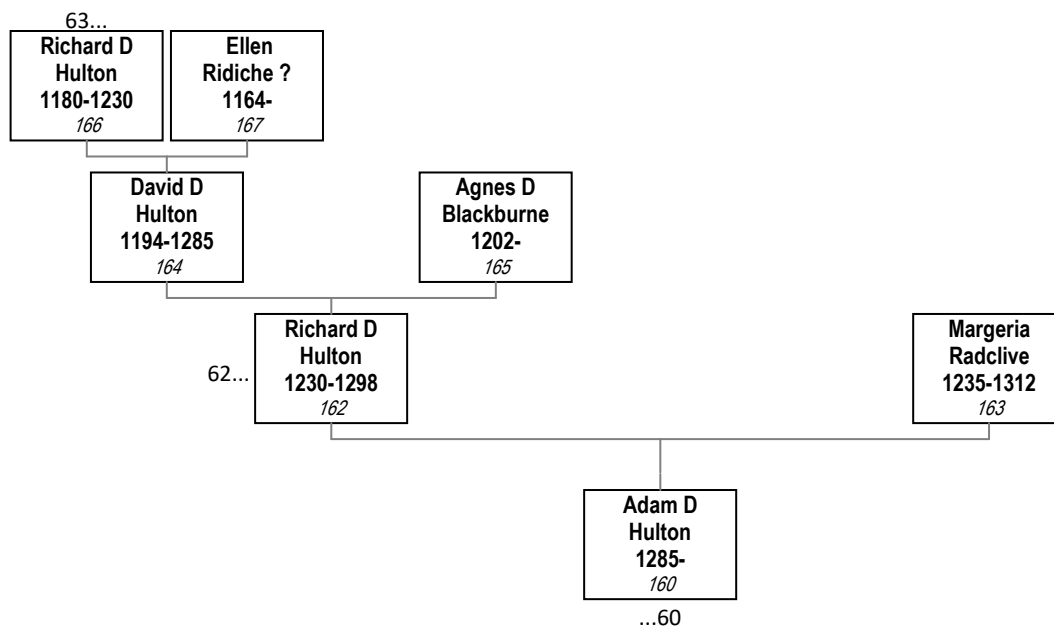 63...
Richard D
Hulton
1180-1230
166
Ellen
Ridiche ?
1164-
167
David D
Hulton
1194-1285
164
Agnes D
Blackburne
1202-
165
62...
Richard D
Hulton
1230-1298
162
Margeria
Radclive
1235-1312
163
Adam D
Hulton
1285-
160
...60